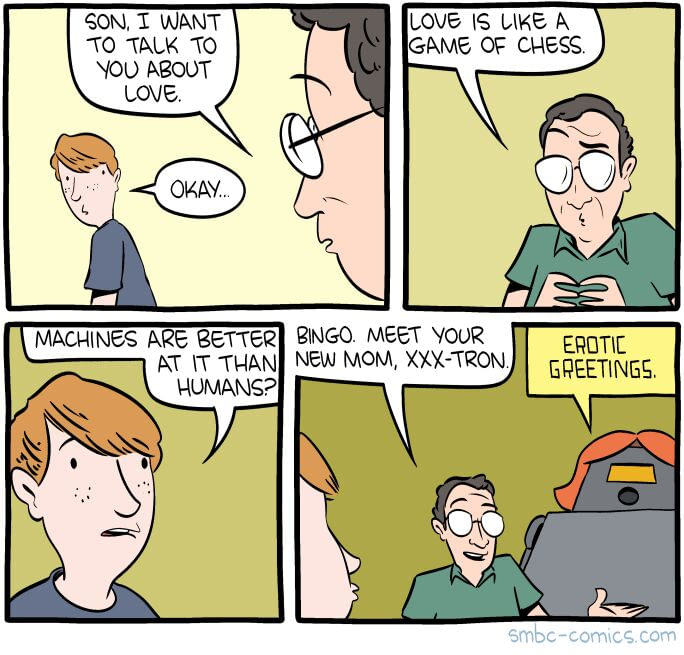 SON, I WANT
TO TALK TO
YOU ABOUT
LOVE.
OKAY...
LOVE IS LIKE A
GAME OF CHESS.
MACHINES ARE BETTER
AT IT THAN
HUMANS?
BINGO. MEET YOUR
NEW MOM, XXX-TRON.
EROTIC
GREETINGS.
smbc-comics.com